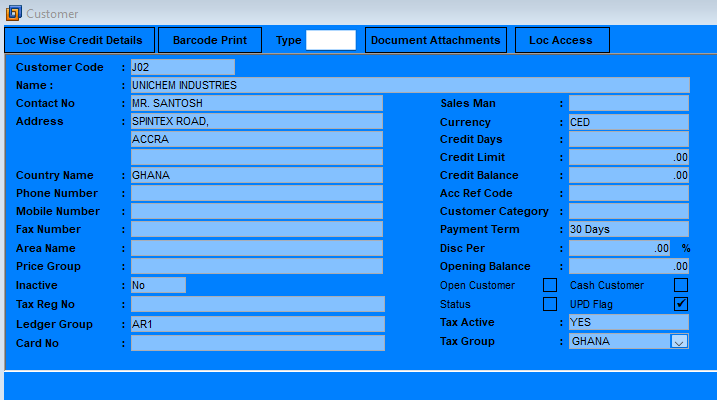 Customer
Loc Wise Credit Details Barcode Print Type Document Attachments Loc Access
Customer Code : J02
Name : : UNICHEM INDUSTRIES
Contact No : MR. SANTOSH Sales Man :
Address : SPINTEX ROAD, Currency : CED
ACCRA Credit Days :
Credit Limit : .00
Country Name : GHANA Credit Balance : .00
Phone Number : Acc Ref Code :
Mobile Number : Customer Category :
Fax Number : Payment Term : 30 Days
Area Name : Disc Per : .00 %
Price Group : Opening Balance : .00
Inactive : No Open Customer Cash Customer
Tax Reg No : Status UPD Flag
Ledger Group : AR1 Tax Active : YES
Card No : Tax Group : GHANA